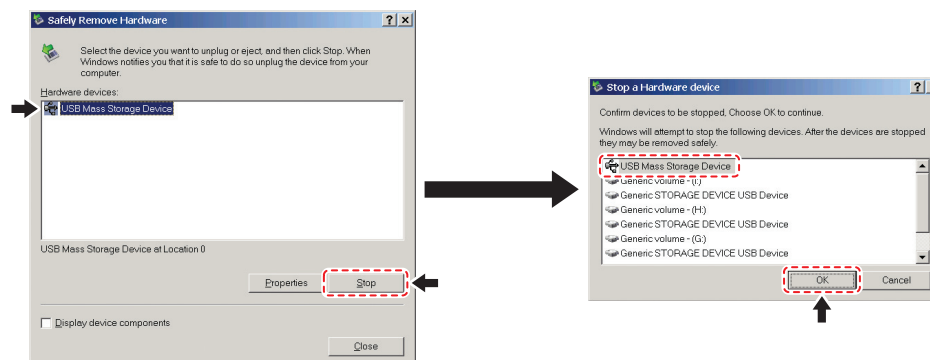 Safely Remove Hardware
Select the device you want to unplug or eject, and then click Stop. When
Windows notifies you that it is safe to do so unplug the device from your
computer.
Hardware devices:
USB Mass Storage Device
USB Mass Storage Device at Location 0
Properties
Stop
Display device components
Close
Stop a Hardware device
Confirm devices to be stopped, Choose OK to continue.
Windows will attempt to stop the following devices. After the devices are stopped
they may be removed safely.
USB Mass Storage Device
Generic volume - (I:)
Generic STORAGE DEVICE USB Device
Generic volume - (H:)
Generic STORAGE DEVICE USB Device
Generic volume - (G:)
Generic STORAGE DEVICE USB Device
OK
Cancel